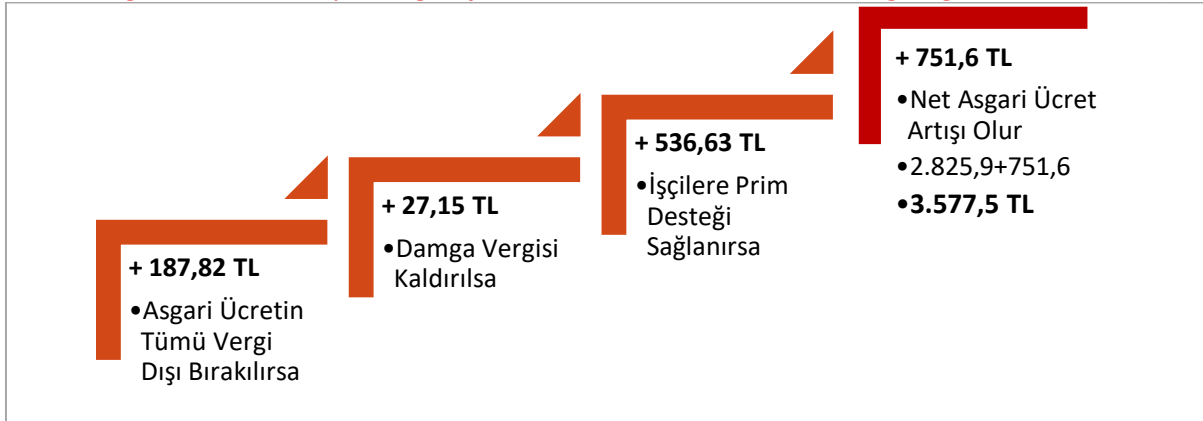 + 187,82 TL
•Asgari Ücretin
Tümü Vergi
Dışı Bırakılırsa
+ 27,15 TL
•Damga Vergisi
Kaldırılsa
+ 536,63 TL
•İşçilere Prim
Desteği
Sağlanırsa
+ 751,6 TL
•Net Asgari Ücret
Artışı Olur
•2.825,9+751,6
•3.577,5 TL